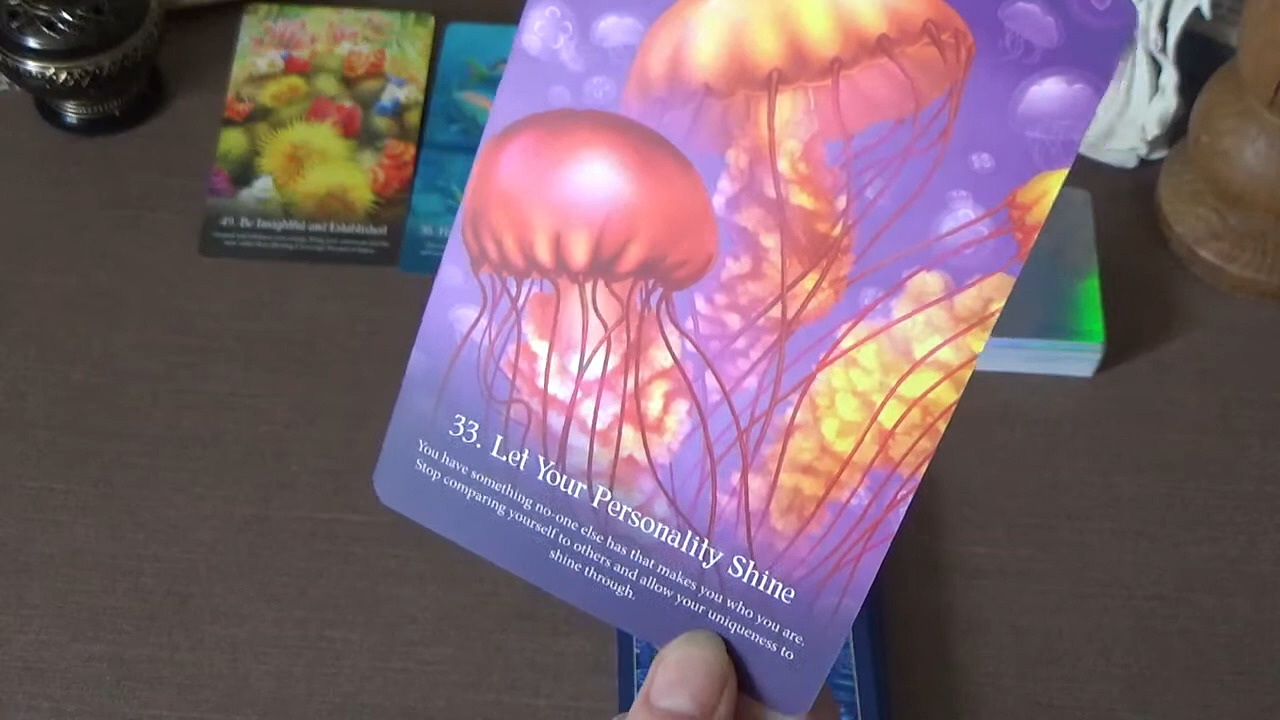 49. Be Insightful and Established
36.
33. Let Your Personality Shine
You have something no-one else has that makes you who you are.
Stop comparing yourself to others and allow your uniqueness to
shine through.